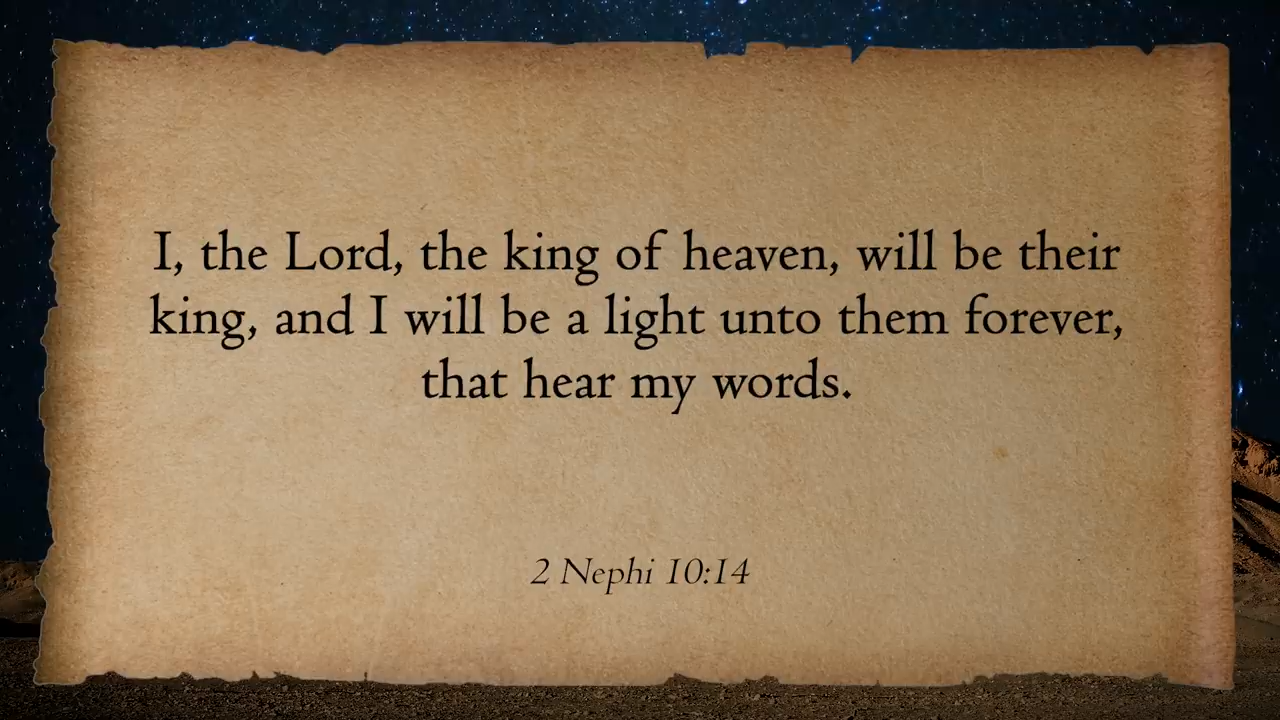 I, the Lord, the king of heaven, will be their
king, and I will be a light unto them forever,
that hear my words.
2 Nephi 10:14